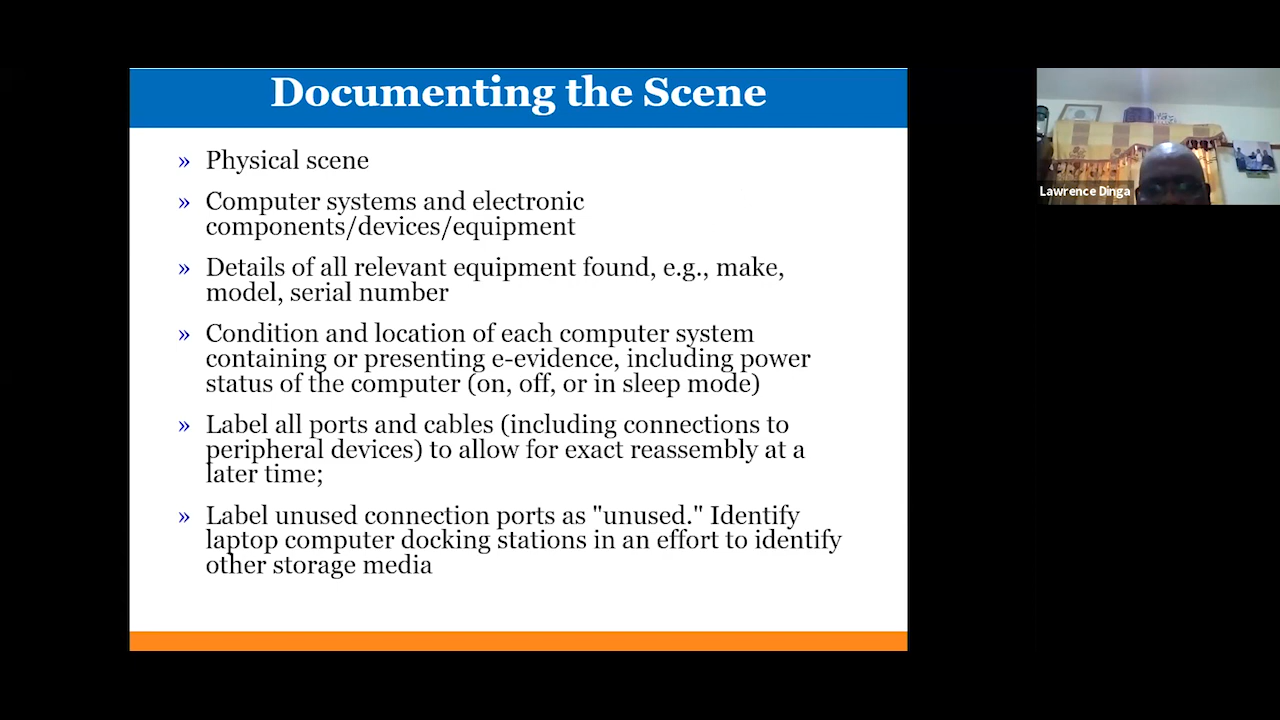 Documenting the Scene
» Physical scene
» Computer systems and electronic
components/devices/equipment
» Details of all relevant equipment found, e.g., make,
model, serial number
» Condition and location of each computer system
containing or presenting e-evidence, including power
status of the computer (on, off, or in sleep mode)
» Label all ports and cables (including connections to
peripheral devices) to allow for exact reassembly at a
later time;
» Label unused connection ports as "unused." Identify
laptop computer docking stations in an effort to identify
other storage media
Lawrence Dinga